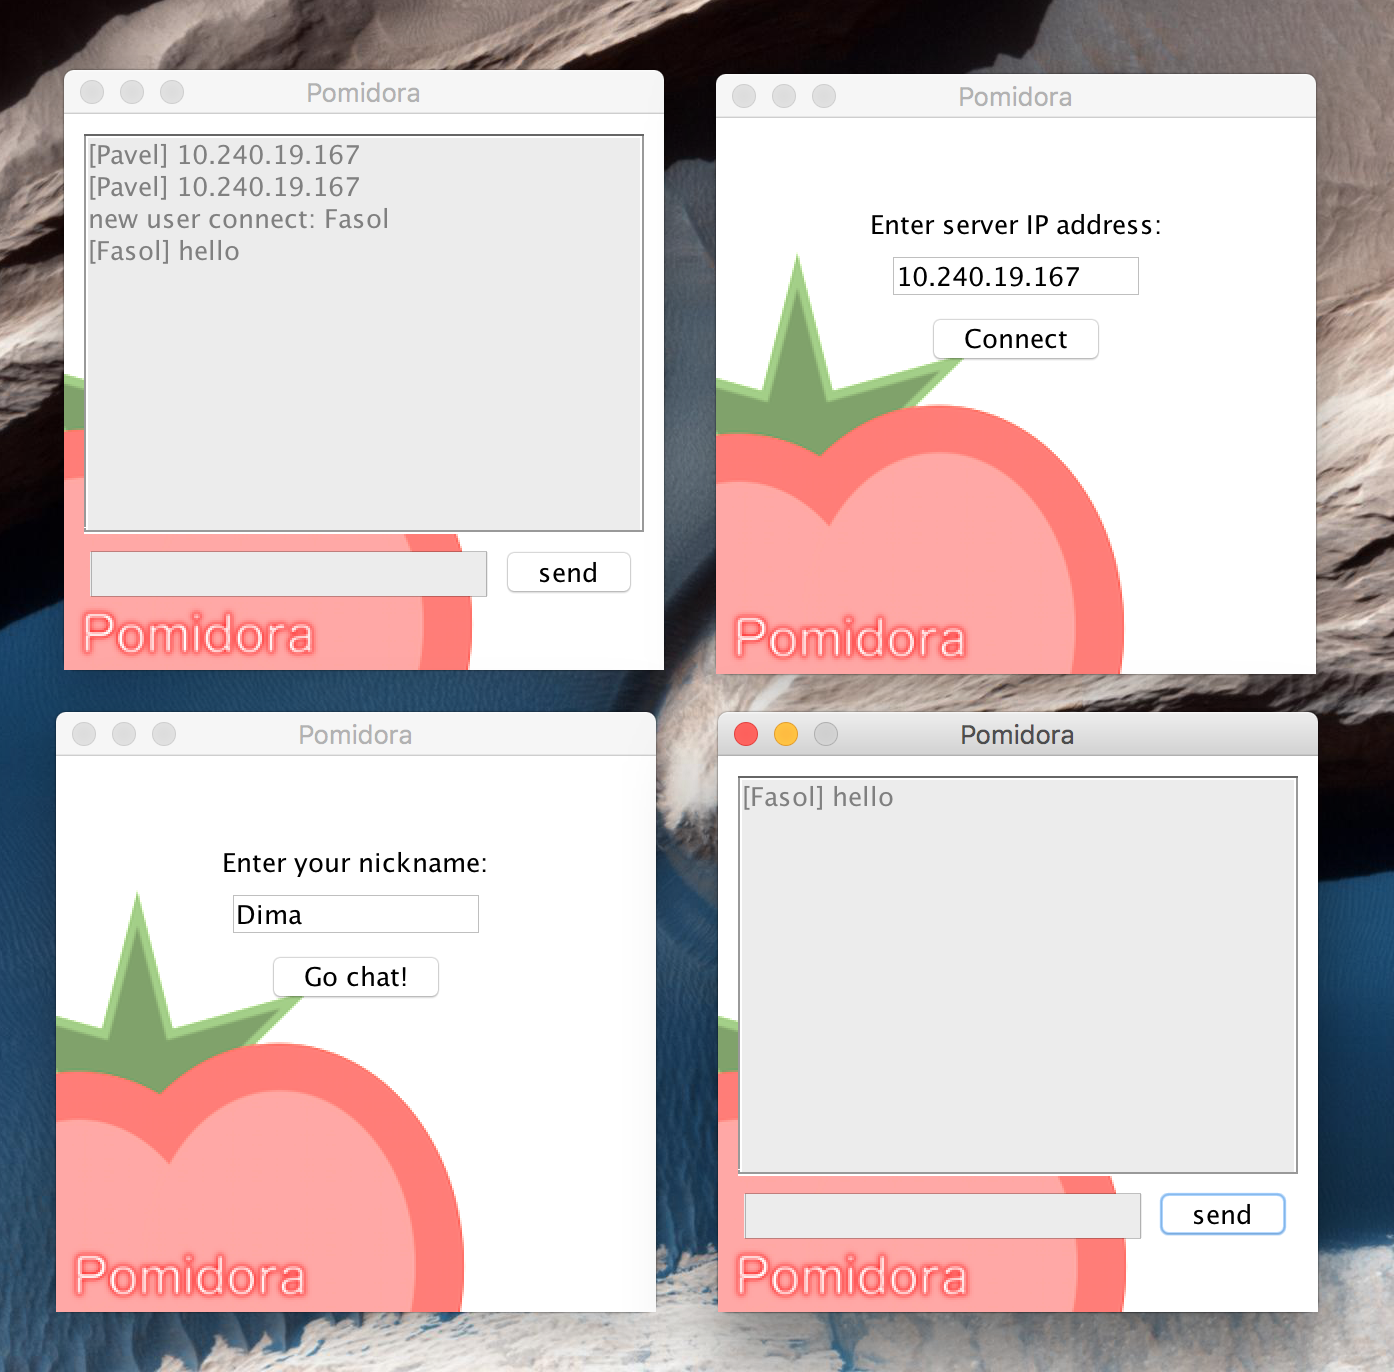 Pomidora
[Pavel] 10.240.19.167
[Pavel] 10.240.19.167
new user connect: Fasol
[Fasol] hello
send
Pomidora
Pomidora
Enter server IP address:
10.240.19.167
Connect
Pomidora
Pomidora
Enter your nickname:
Dima
Go chat!
Pomidora
Pomidora
[Fasol] hello
send
Pomidora